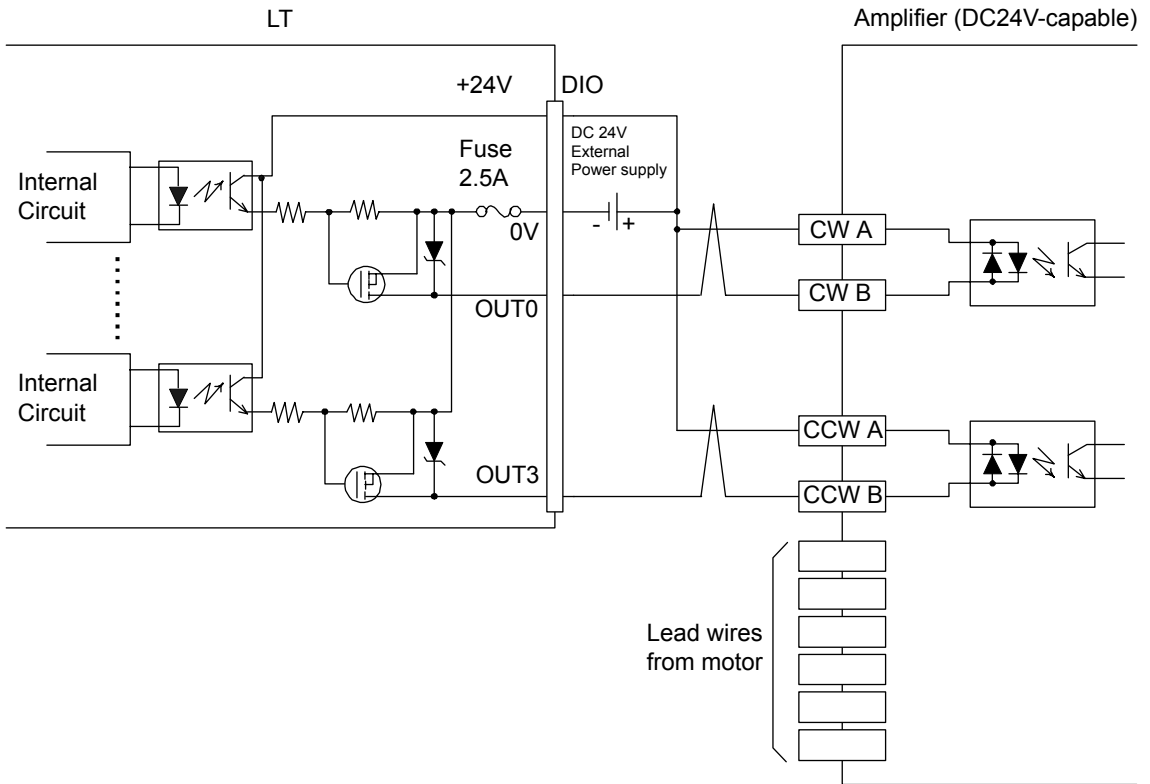 LT
Amplifier (DC24V-capable)
+24V
DIO
DC 24V
External
Power supply
Fuse
2.5A
Internal
Circuit
0V
- +
CW A
CW B
OUT0
Internal
Circuit
CCW A
CCW B
OUT3
Lead wires
from motor